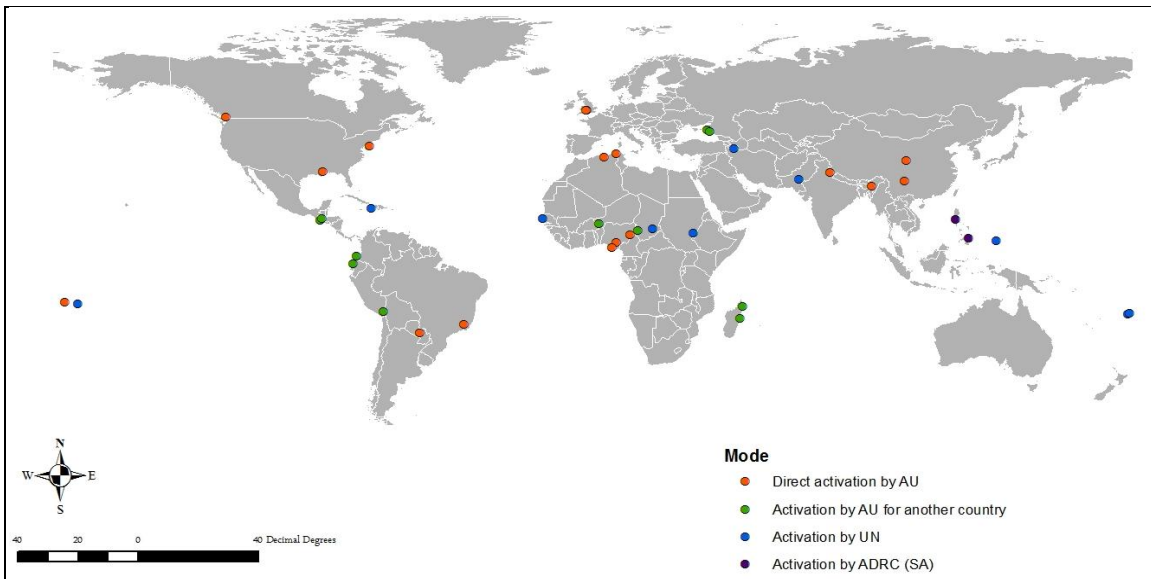 N
W E
S
40 20 0 40 Decimal Degrees
Mode
Direct activation by AU
Activation by AU for another country
Activation by UN
Activation by ADRC (SA)